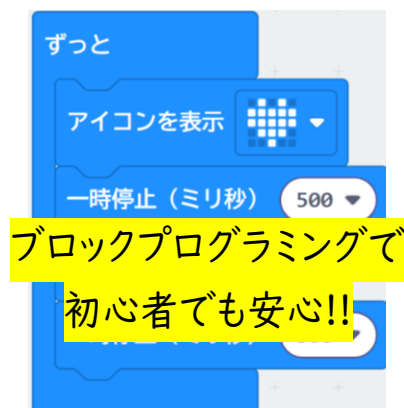 ずっと
アイコンを表示
一時停止（ミリ秒） 500
ブロックプログラミングで
初心者でも安心!!